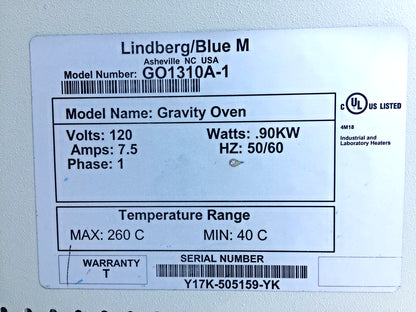 Lindberg/Blue M
Asheville NC USA
Model Number: GO1310A-1
Model Name: Gravity Oven
Volts: 120 Watts: .90KW
Amps: 7.5 HZ: 50/60
Phase: 1
C UL US LISTED
4M18
Industrial and
Laboratory Heaters
Temperature Range
MAX: 260 C MIN: 40 C
WARRANTY
T
SERIAL NUMBER
Y17K-505159-YK